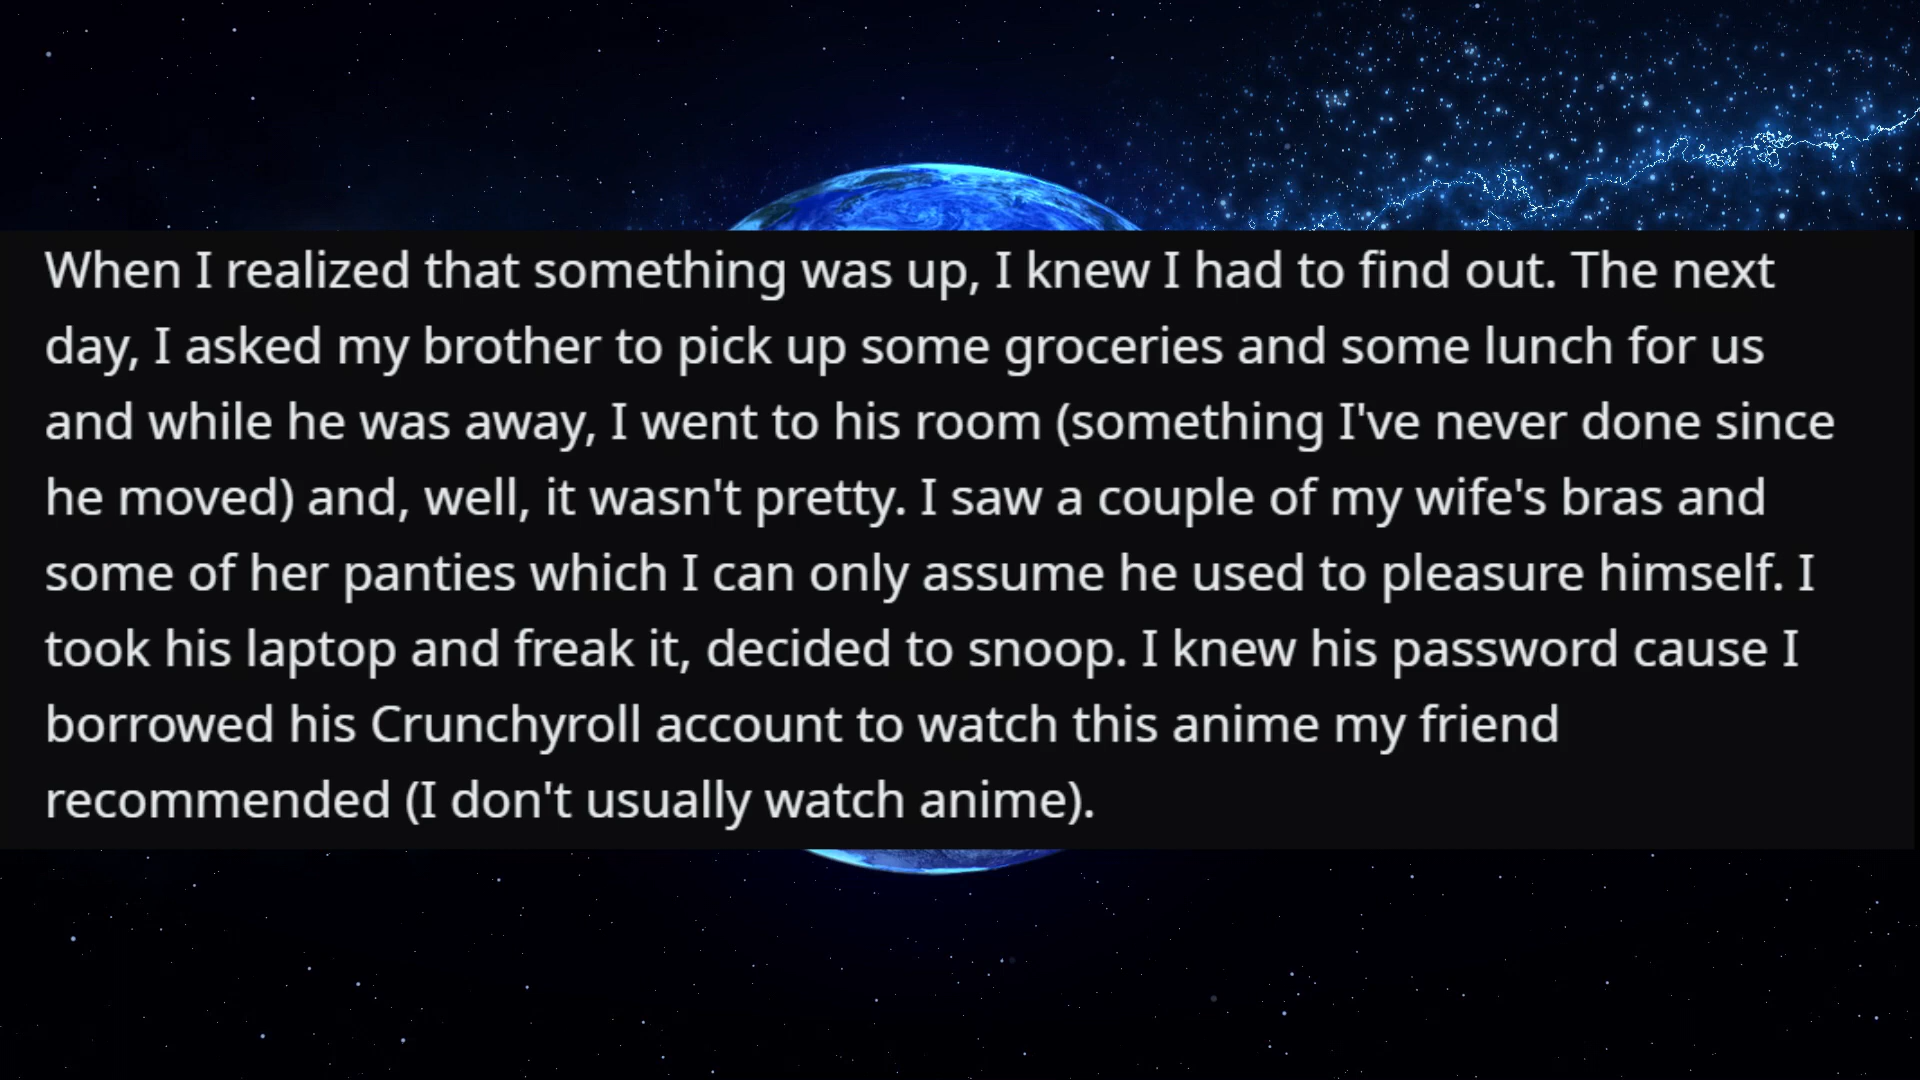 When I realized that something was up, I knew I had to find out. The next
day, I asked my brother to pick up some groceries and some lunch for us
and while he was away, I went to his room (something I've never done since
he moved) and, well, it wasn't pretty. I saw a couple of my wife's bras and
some of her panties which I can only assume he used to pleasure himself. I
took his laptop and freak it, decided to snoop. I knew his password cause I
borrowed his Crunchyroll account to watch this anime my friend
recommended (I don't usually watch anime).